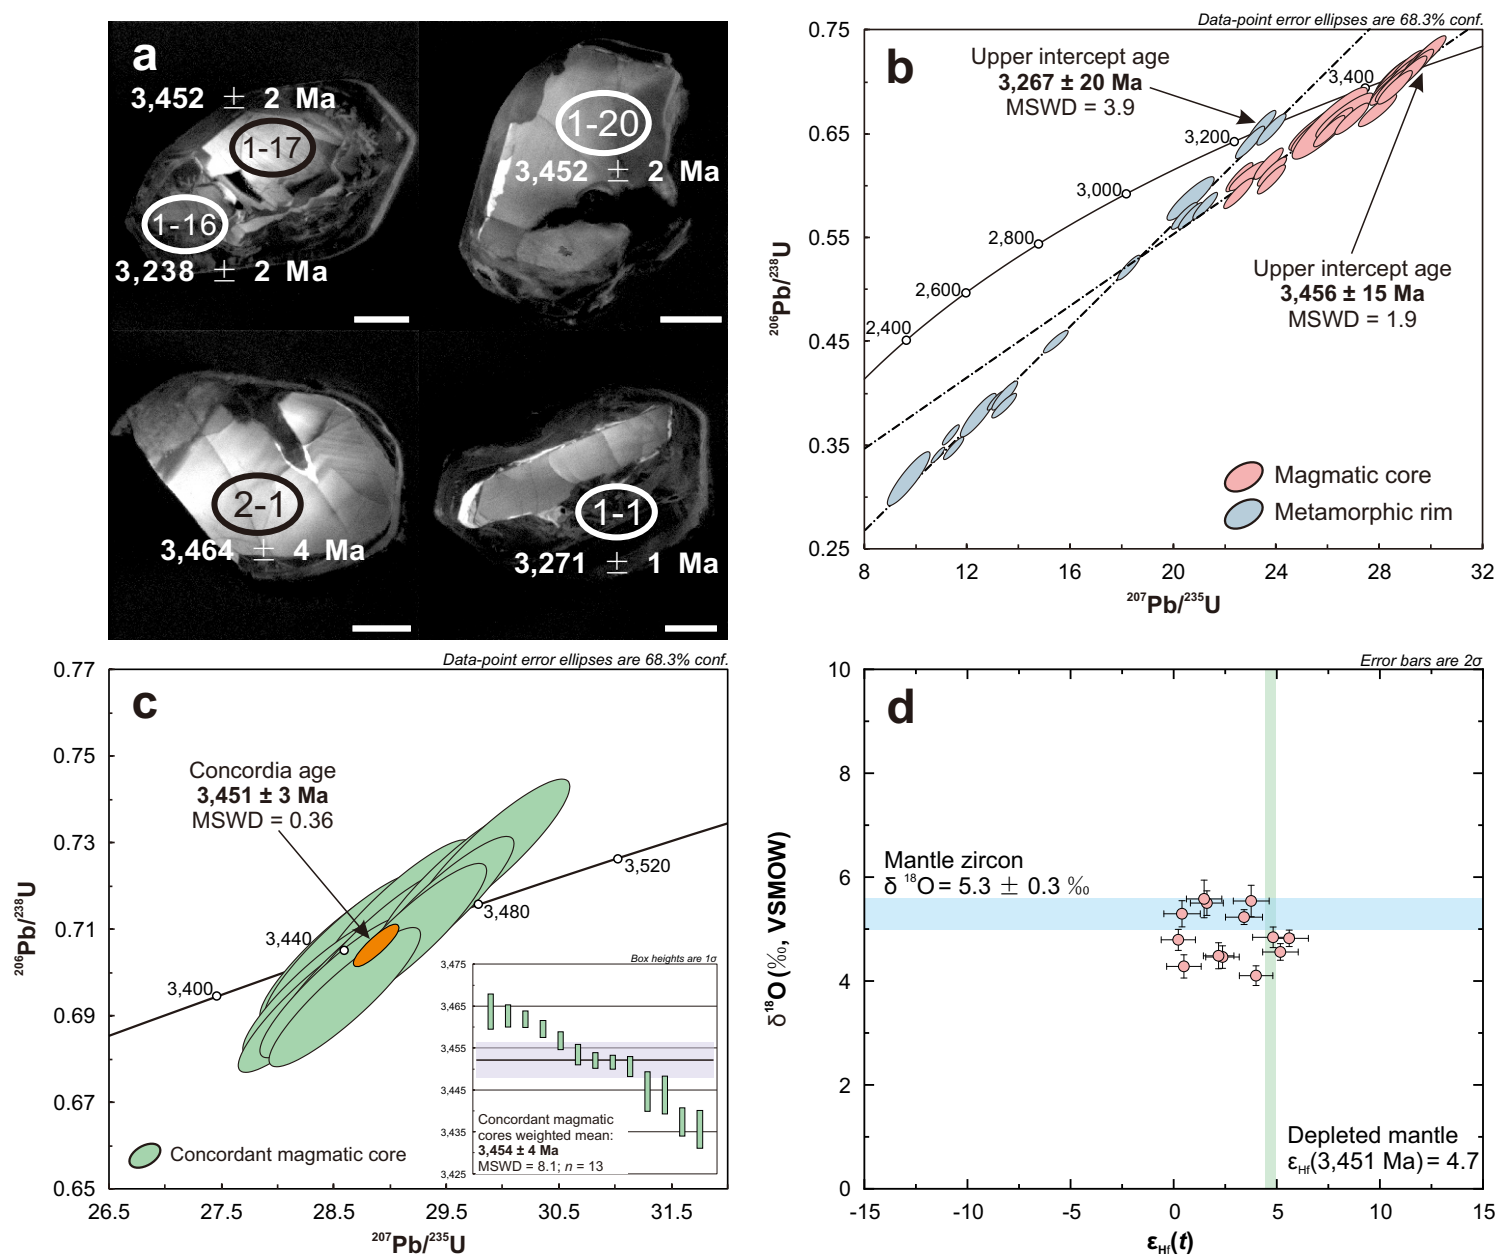 a
3,452 ± 2 Ma
1-17
1-16
3,238 ± 2 Ma
1-20
3,452 ± 2 Ma
2-1
3,464 ± 4 Ma
1-1
3,271 ± 1 Ma
Data-point error ellipses are 68.3% conf.
b
Upper intercept age
3,267 ± 20 Ma
MSWD = 3.9
3,400
3,200
3,000
2,800
2,600
2,400
Upper intercept age
3,456 ± 15 Ma
MSWD = 1.9
Magmatic core
Metamorphic rim
0.75
0.65
0.55
0.45
0.35
0.25
²⁰⁶Pb/²³⁸U
8 12 16 20 24 28 32
²⁰⁷Pb/²³⁵U
Data-point error ellipses are 68.3% conf.
c
Concordia age
3,451 ± 3 Ma
MSWD = 0.36
3,520
3,480
3,440
3,400
0.77
0.75
0.73
0.71
0.69
0.67
0.65
²⁰⁶Pb/²³⁸U
Box heights are 1σ
3,475
3,465
3,455
3,445
3,435
3,425
Concordant magmatic
cores weighted mean:
3,454 ± 4 Ma
MSWD = 8.1; n = 13
Concordant magmatic core
26.5 27.5 28.5 29.5 30.5 31.5
²⁰⁷Pb/²³⁵U
Error bars are 2σ
d
Mantle zircon
δ ¹⁸O = 5.3 ± 0.3 ‰
Depleted mantle
εHf(3,451 Ma) = 4.7
10
8
6
4
2
0
δ¹⁸O (‰, VSMOW)
-15 -10 -5 0 5 10 15
εHf(t)